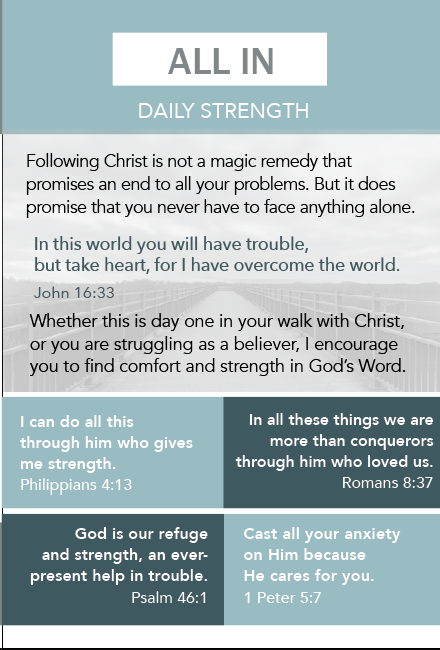 ALL IN
DAILY STRENGTH
Following Christ is not a magic remedy that
promises an end to all your problems. But it does
promise that you never have to face anything alone.
In this world you will have trouble,
but take heart, for I have overcome the world.
John 16:33
Whether this is day one in your walk with Christ,
or you are struggling as a believer, I encourage
you to find comfort and strength in God's Word.
I can do all this
through him who gives
me strength.
Philippians 4:13
In all these things we are
more than conquerors
through him who loved us.
Romans 8:37
God is our refuge
and strength, an ever-
present help in trouble.
Psalm 46:1
Cast all your anxiety
on Him because
He cares for you.
1 Peter 5:7